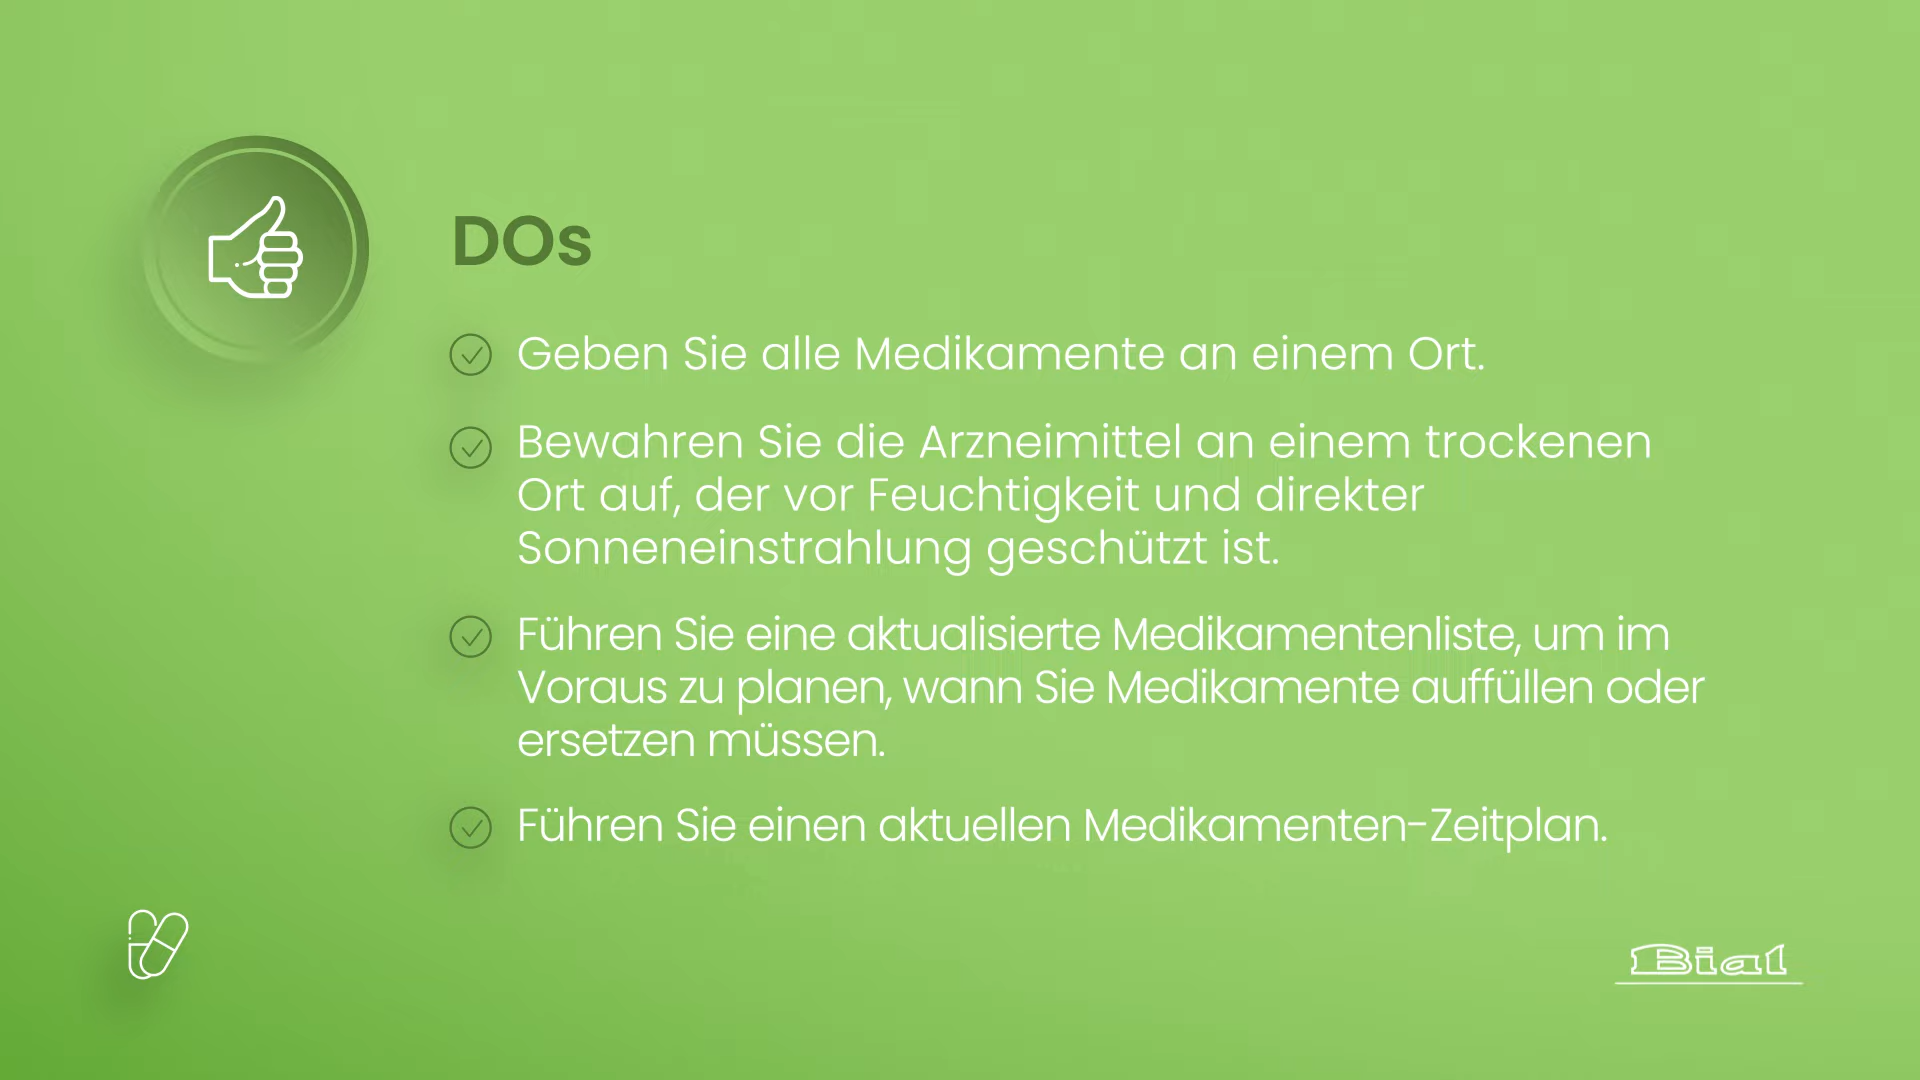 DOs
Geben Sie alle Medikamente an einem Ort.
Bewahren Sie die Arzneimittel an einem trockenen
Ort auf, der vor Feuchtigkeit und direkter
Sonneneinstrahlung geschützt ist.
Führen Sie eine aktualisierte Medikamentenliste, um im
Voraus zu planen, wann Sie Medikamente auffüllen oder
ersetzen müssen.
Führen Sie einen aktuellen Medikamenten-Zeitplan.
Bial